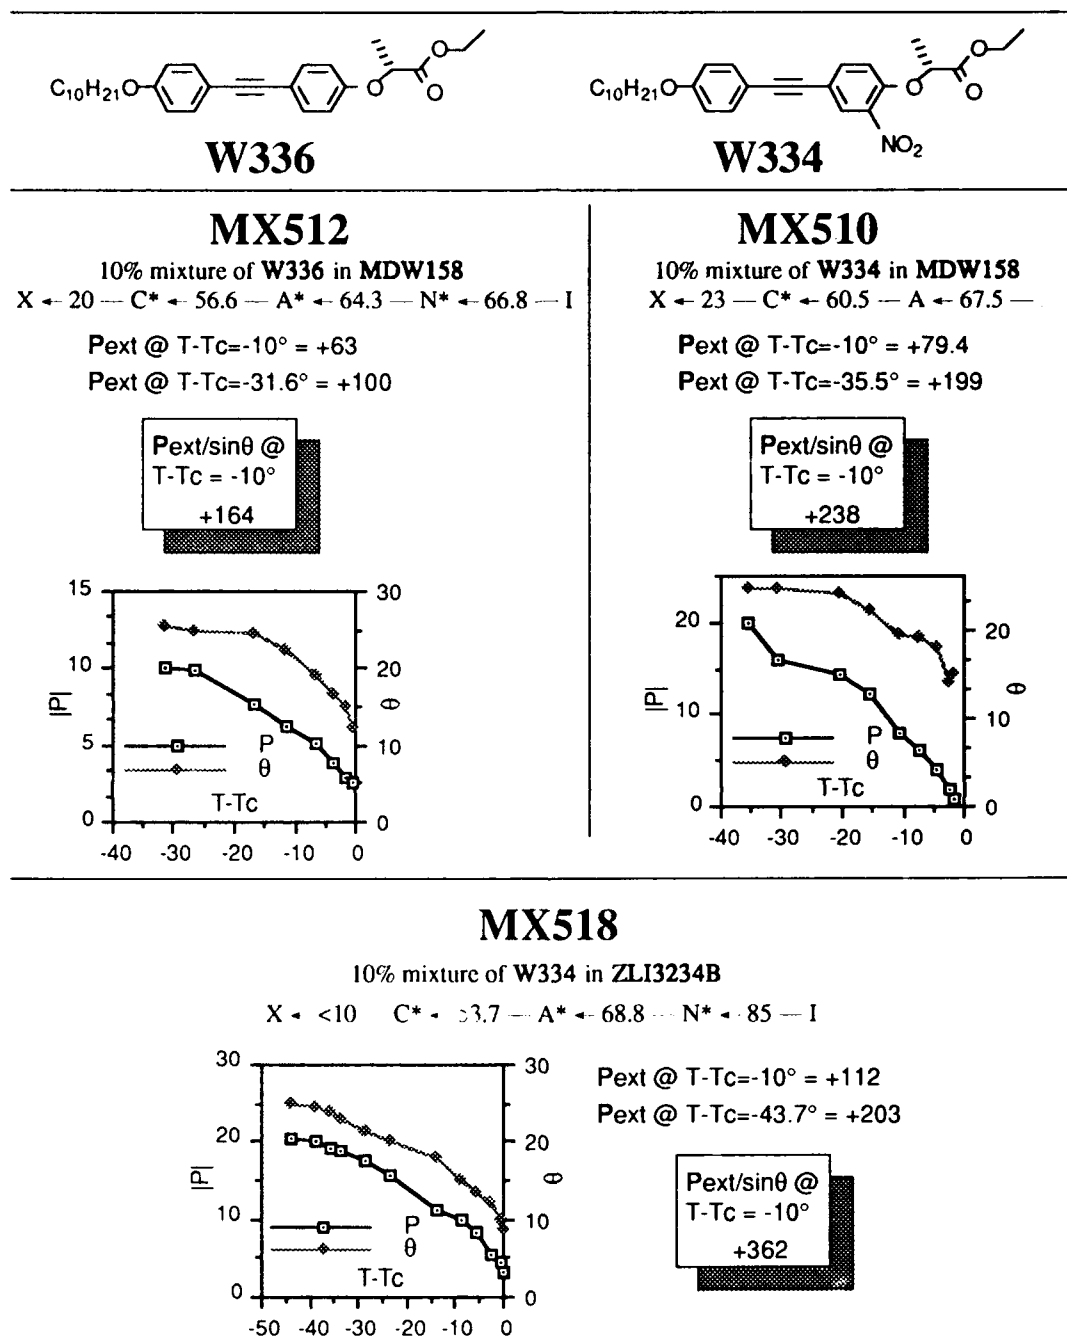 C10H21 O O O O
C10H21 O O O O NO2
W336
W334
MX512
10% mixture of W336 in MDW158
X ← 20 — C* ← 56.6 — A* ← 64.3 — N* ← 66.8 — I
Pext @ T-Tc=-10° = +63
Pext @ T-Tc=-31.6° = +100
Pext/sinθ @
T-Tc = -10°
+164
15 10 5 0
|P|
30 20 10 0
θ
P
θ
T-Tc
-40 -30 -20 -10 0
MX510
10% mixture of W334 in MDW158
X ← 23 — C* ← 60.5 — A ← 67.5 —
Pext @ T-Tc=-10° = +79.4
Pext @ T-Tc=-35.5° = +199
Pext/sinθ @
T-Tc = -10°
+238
20 10 0
|P|
20 10 0
θ
P
θ
T-Tc
-40 -30 -20 -10 0
MX518
10% mixture of W334 in ZLI3234B
X ← <10 C* ← 3.7 — A* ← 68.8 — N* ← 85 — I
30 20 10 0
|P|
30 20 10 0
θ
P
θ
T-Tc
-50 -40 -30 -20 -10 0
Pext @ T-Tc=-10° = +112
Pext @ T-Tc=-43.7° = +203
Pext/sinθ @
T-Tc = -10°
+362